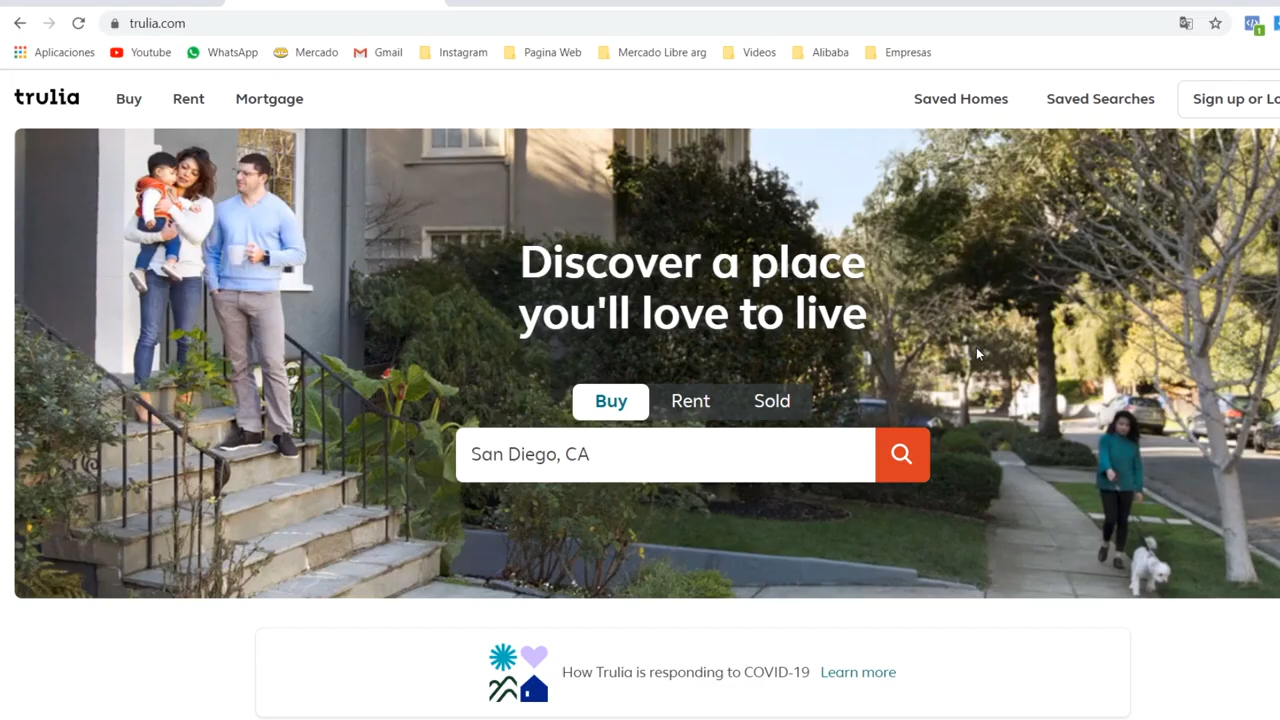 trulia.com
1
Aplicaciones Youtube WhatsApp Mercado Gmail Instagram Pagina Web Mercado Libre arg Videos Alibaba Empresas
trulia Buy Rent Mortgage Saved Homes Saved Searches Sign up or Lo
Discover a place
you'll love to live
Buy Rent Sold
San Diego, CA
How Trulia is responding to COVID-19 Learn more